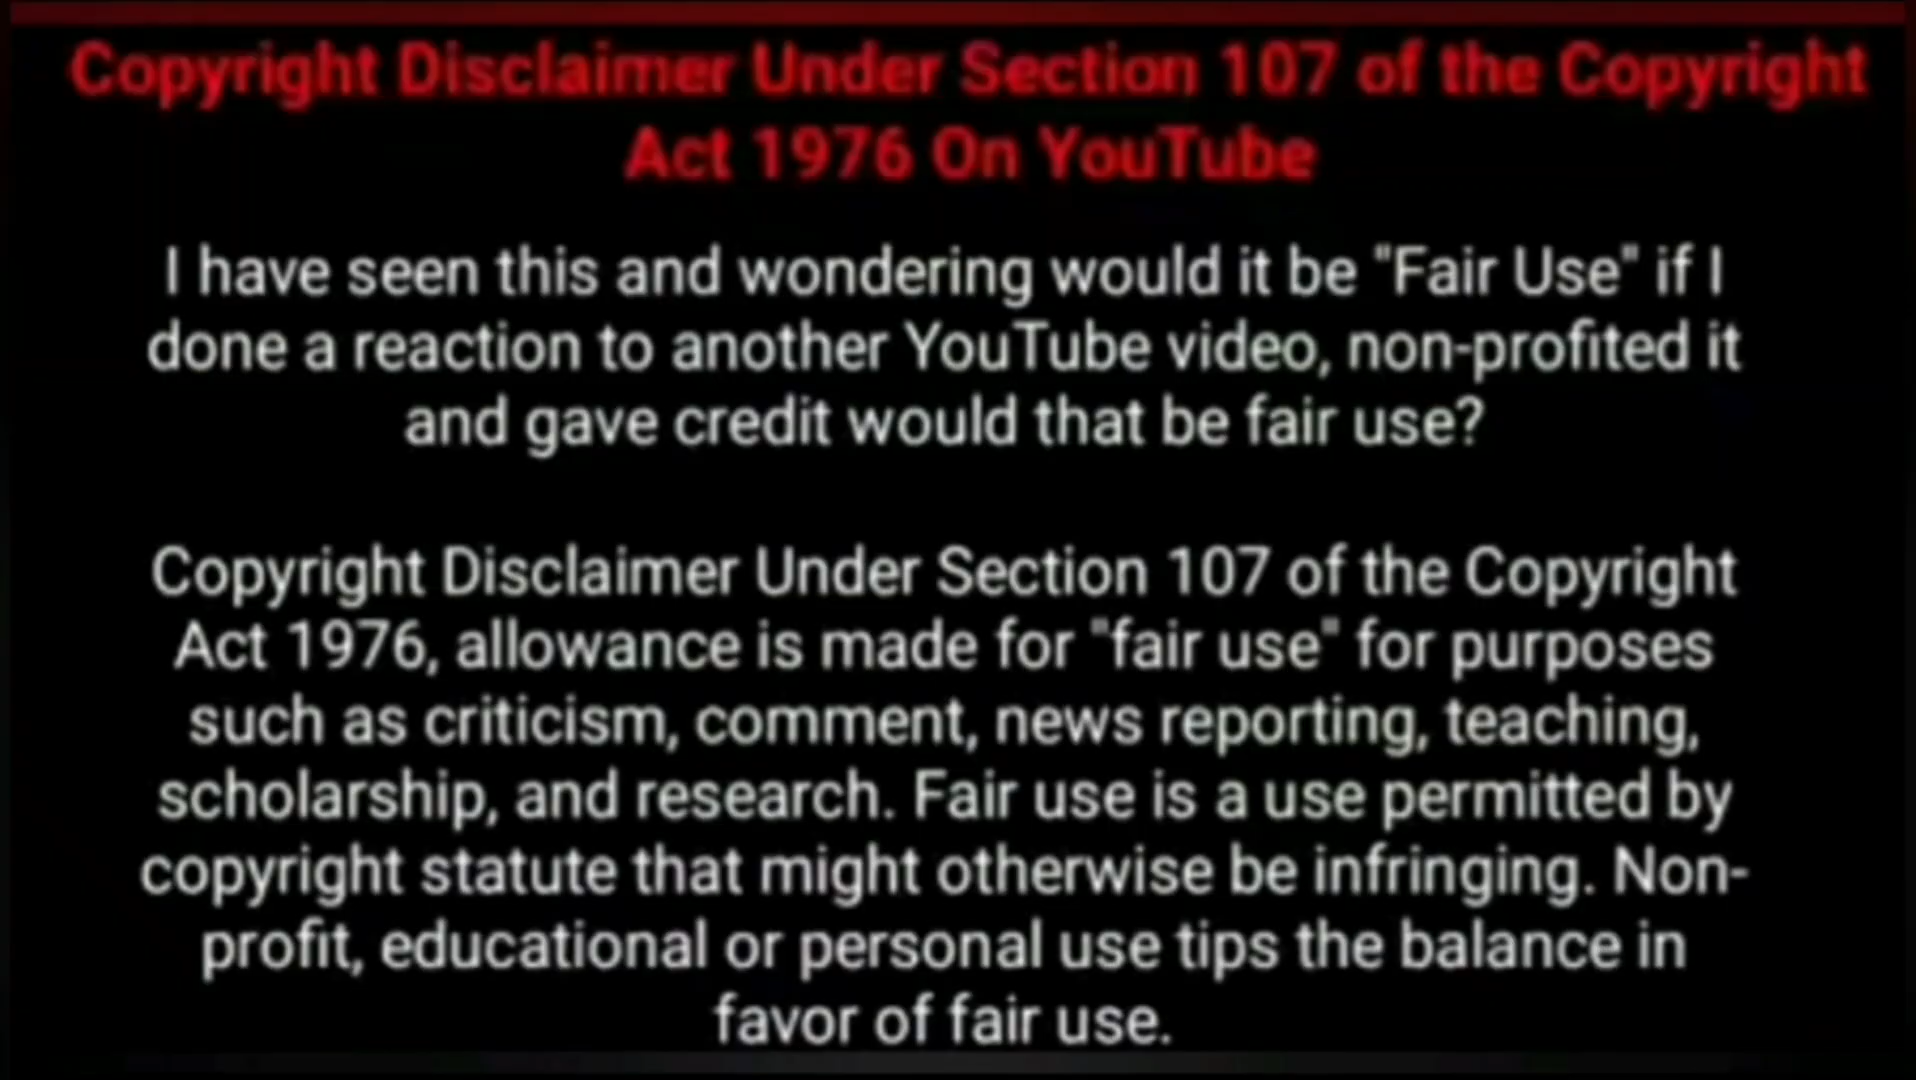 Copyright Disclaimer Under Section 107 of the Copyright
Act 1976 On YouTube
I have seen this and wondering would it be "Fair Use" if I
done a reaction to another YouTube video, non-profited it
and gave credit would that be fair use?
Copyright Disclaimer Under Section 107 of the Copyright
Act 1976, allowance is made for "fair use" for purposes
such as criticism, comment, news reporting, teaching,
scholarship, and research. Fair use is a use permitted by
copyright statute that might otherwise be infringing. Non-
profit, educational or personal use tips the balance in
favor of fair use.